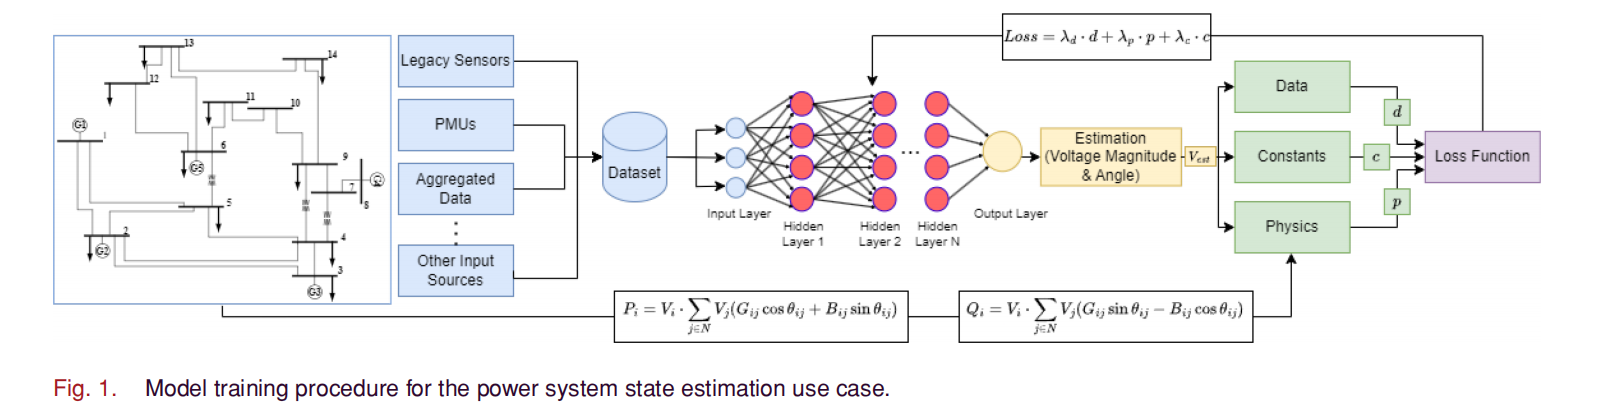 Loss = λ_d · d + λ_p · p + λ_c · c
13
14
12
11
10
G1
1
6
G5
9
7
8
5
2
G2
4
3
G3
Legacy Sensors
PMUs
Aggregated
Data
Other Input
Sources
Dataset
Input Layer
Hidden
Layer 1
Hidden
Layer 2
...
Hidden
Layer N
Output Layer
Estimation
(Voltage Magnitude
& Angle)
V_est
Data
Constants
Physics
d
c
p
Loss Function
P_i = V_i · ∑_{j∈N} V_j(G_ij cos θ_ij + B_ij sin θ_ij)
Q_i = V_i · ∑_{j∈N} V_j(G_ij sin θ_ij − B_ij cos θ_ij)
Fig. 1. Model training procedure for the power system state estimation use case.